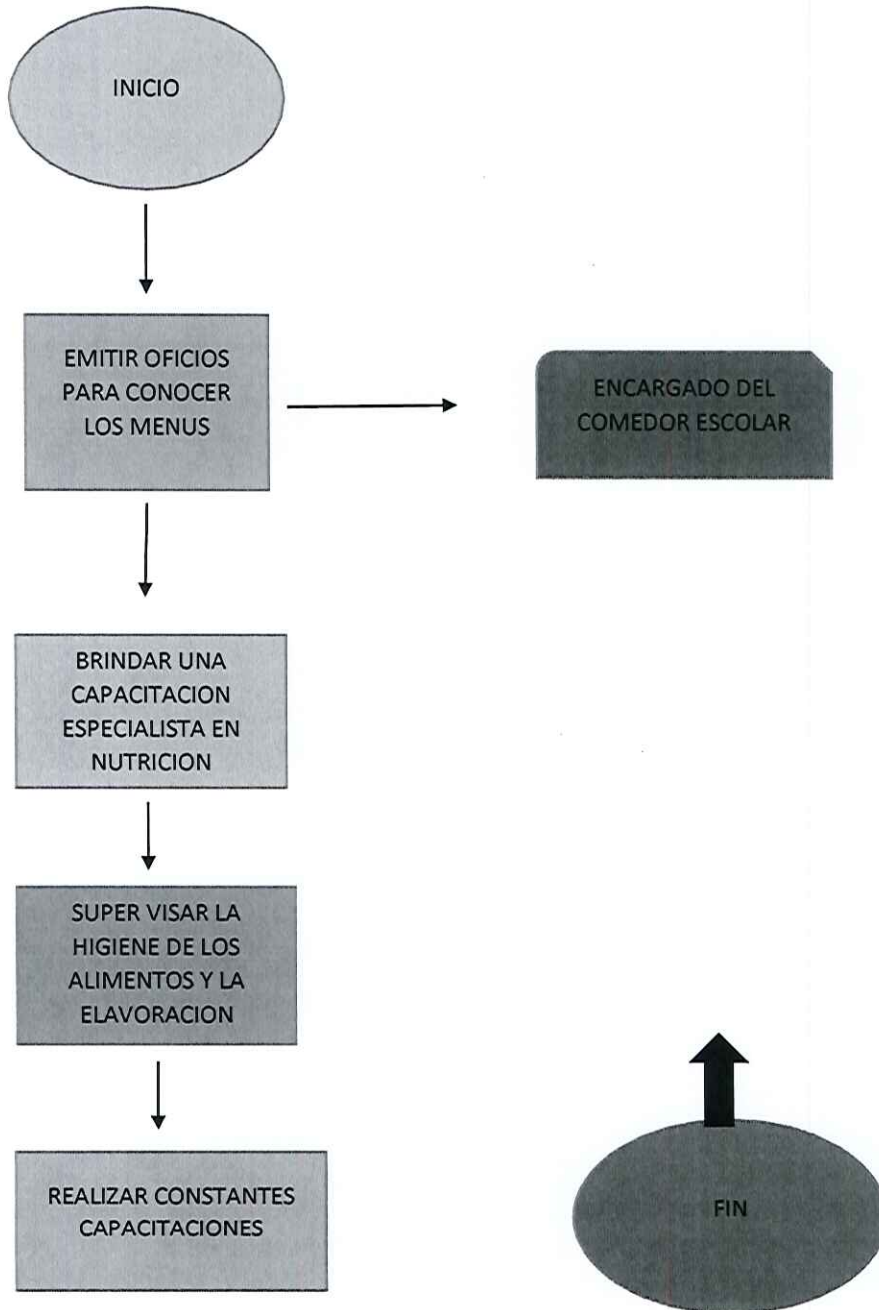 INICIO
EMITIR OFICIOS
PARA CONOCER
LOS MENUS
ENCARGADO DEL
COMEDOR ESCOLAR
BRINDAR UNA
CAPACITACION
ESPECIALISTA EN
NUTRICION
SUPER VISAR LA
HIGIENE DE LOS
ALIMENTOS Y LA
ELAVORACION
REALIZAR CONSTANTES
CAPACITACIONES
FIN